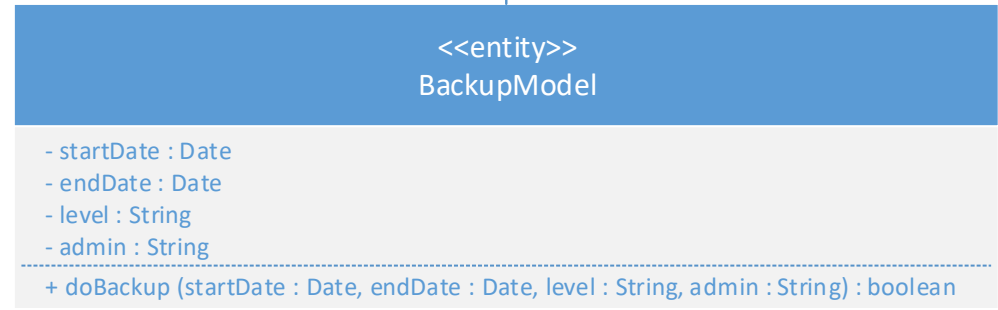 <<entity>>
BackupModel
- startDate : Date
- endDate : Date
- level : String
- admin : String
+ doBackup (startDate : Date, endDate : Date, level : String, admin : String) : boolean